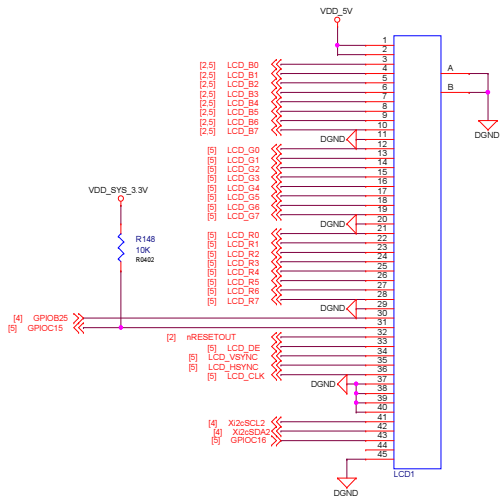 VDD_5V
1
2
[2,5] LCD_B0 3
[2,5] LCD_B1 4 A
[2,5] LCD_B2 5
[2,5] LCD_B3 6 B
[2,5] LCD_B4 7
[2,5] LCD_B5 8
[2,5] LCD_B6 9
[2,5] LCD_B7 10
DGND 11
DGND
[5] LCD_G0 12
[5] LCD_G1 13
[5] LCD_G2 14
[5] LCD_G3 15
[5] LCD_G4 16
[5] LCD_G5 17
[5] LCD_G6 18
[5] LCD_G7 19
VDD_SYS_3.3V
DGND 20
[5] LCD_R0 21
[5] LCD_R1 22
[5] LCD_R2 23
[5] LCD_R3 24
[5] LCD_R4 25
[5] LCD_R5 26
[5] LCD_R6 27
[5] LCD_R7 28
R148
10K
R0402
DGND 29
[4] GPIOB25 30
[5] GPIOC15 31
[2] nRESETOUT 32
[5] LCD_DE 33
[5] LCD_VSYNC 34
[5] LCD_HSYNC 35
[5] LCD_CLK 36
DGND 37
38
39
40
[4] Xi2cSCL2 41
[4] Xi2cSDA2 42
[5] GPIOC16 43
44
45
LCD1
DGND